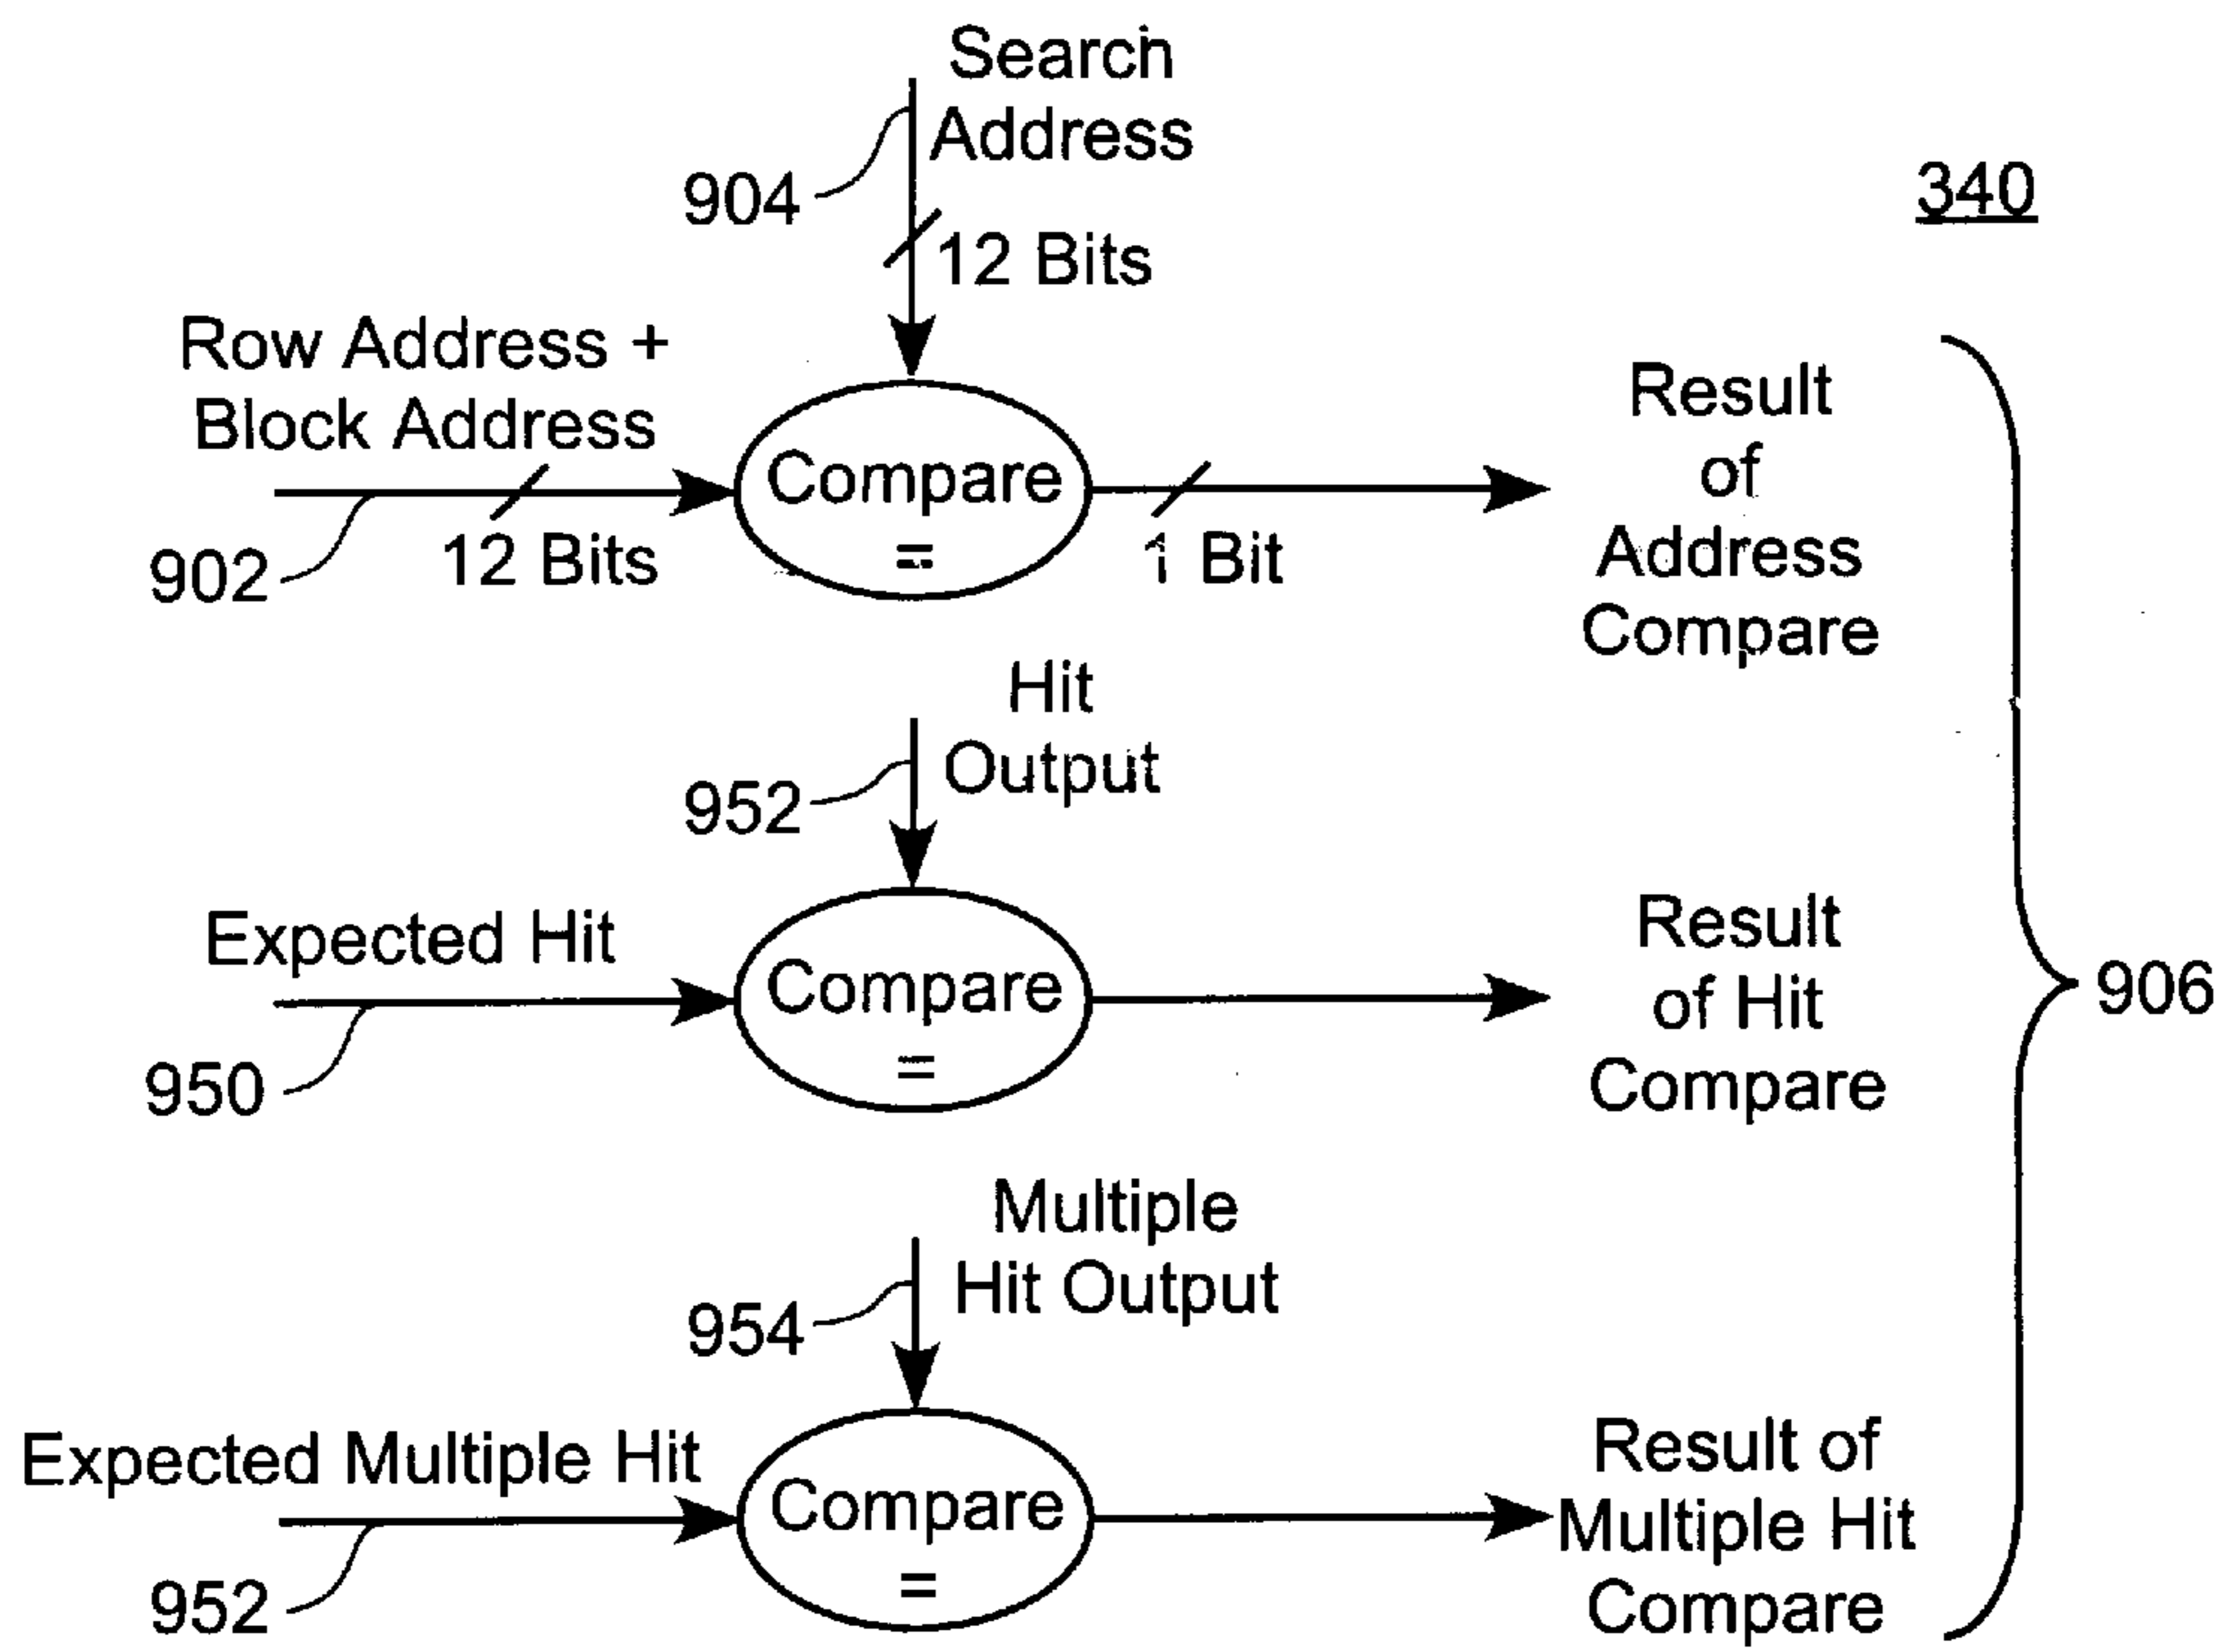 Search
Address
904
12 Bits
340
Row Address +
Block Address
902
12 Bits
Compare
=
1 Bit
Result
of
Address
Compare
Hit
Output
952
Expected Hit
950
Compare
=
Result
of Hit
Compare
906
Multiple
Hit Output
954
Expected Multiple Hit
952
Compare
=
Result of
Multiple Hit
Compare